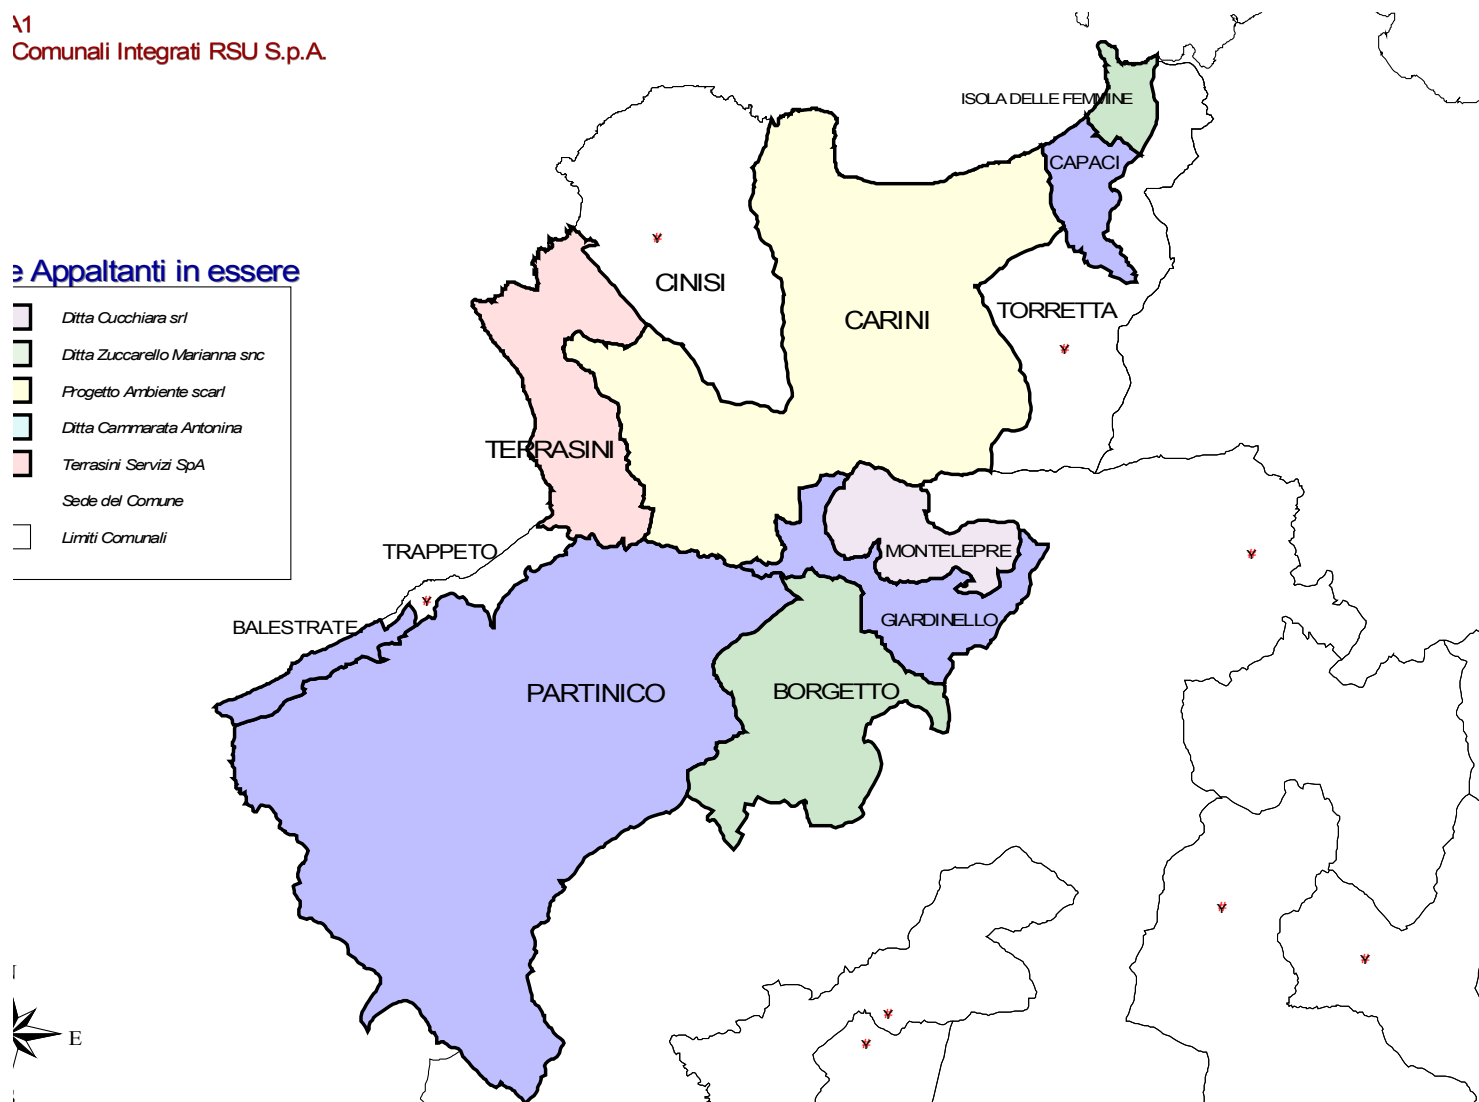 A1
Comunali Integrati RSU S.p.A.
ISOLA DELLE FEMMINE
CAPACI
e Appaltanti in essere
CINISI
Ditta Cucchiara srl
Ditta Zuccarello Marianna snc
Progetto Ambiente scarl
Ditta Cammarata Antonina
Terrasini Servizi SpA
Sede del Comune
Limiti Comunali
CARINI
TORRETTA
TERRASINI
TRAPPETO
MONTELEPRE
BALESTRATE
GIARDINELLO
PARTINICO
BORGETTO
E